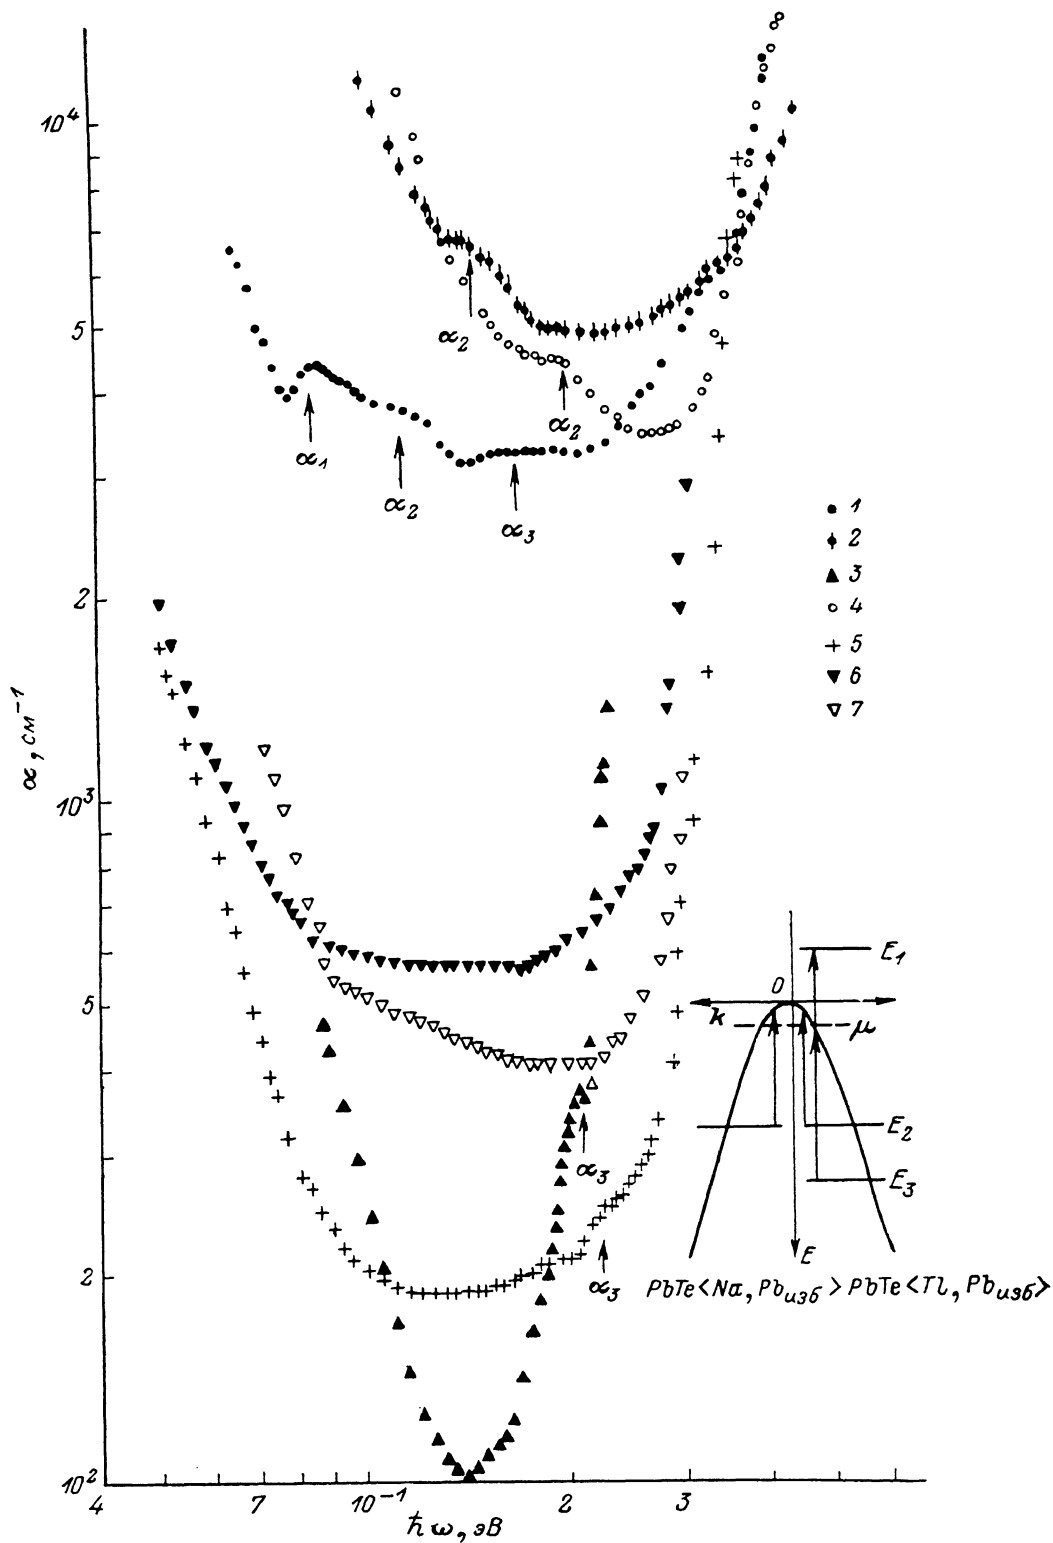 10⁴
5
2
10³
5
2
10²
α, см⁻¹
4
7
10⁻¹
2
3
ħω, эВ
α₁
α₂
α₃
α₂
α₂
α₃
α₃
1
2
3
4
5
6
7
0
k
μ
E₁
E₂
E₃
E
PbTe<Na, Pbизб> PbTe<Tl, Pbизб>